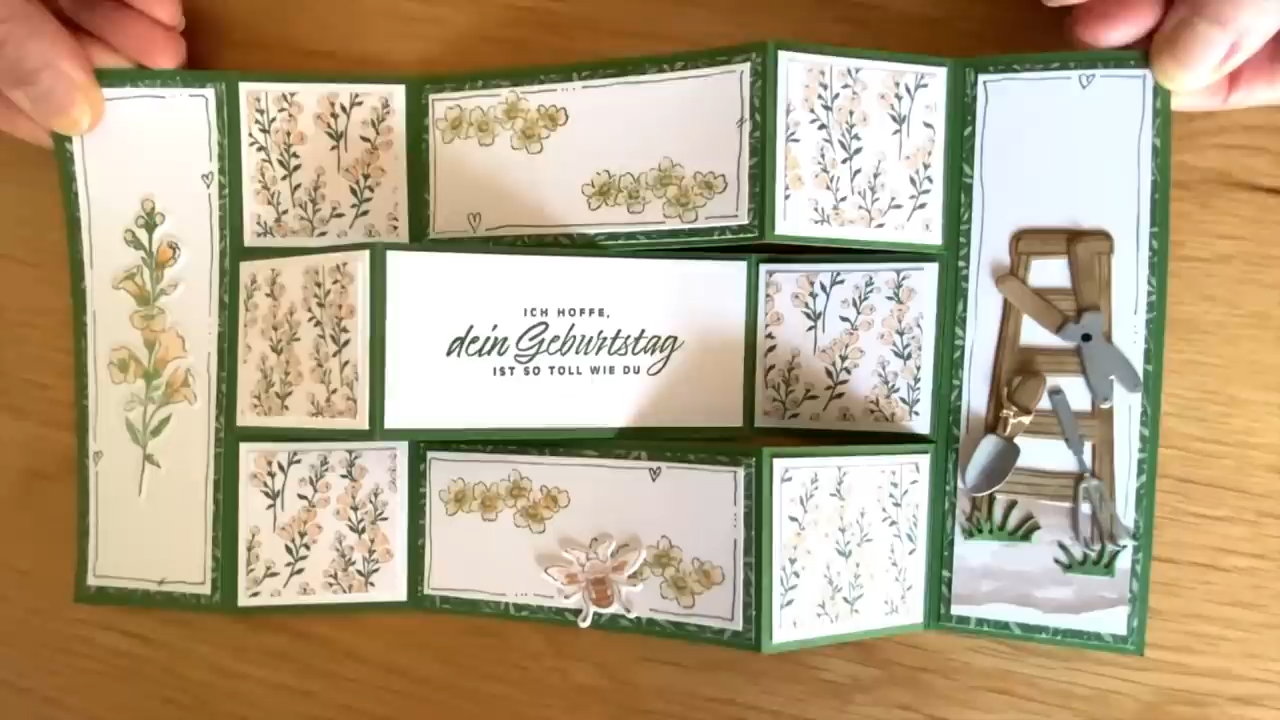 ICH HOFFE,
dein Geburtstag
IST SO TOLL WIE DU